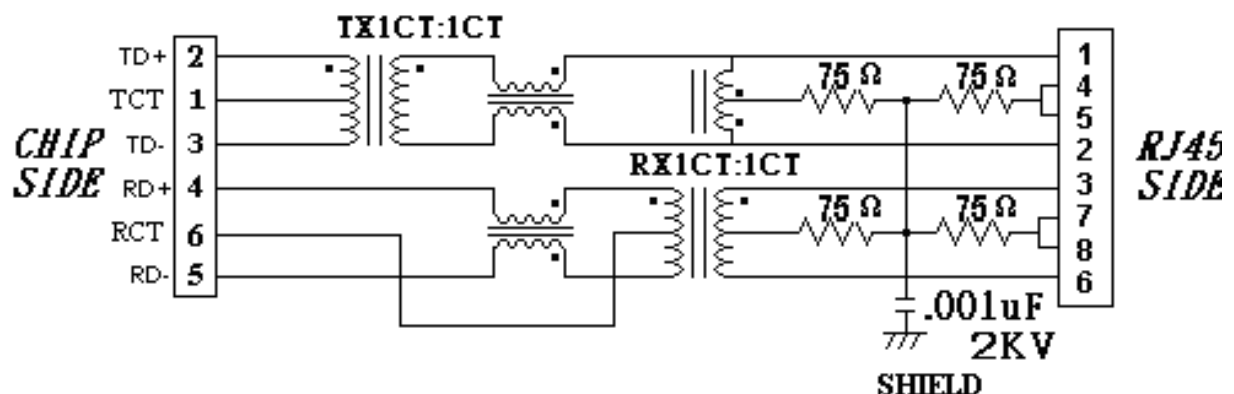 TX1CT:1CT
TD+ 2
TCT 1
TD- 3
CHIP
SIDE
RD+ 4
RCT 6
RD- 5
75 Ω 75 Ω
RX1CT:1CT
75 Ω 75 Ω
1
4
5
2
3
7
8
6
RJ45
SIDE
.001uF
2KV
SHIELD